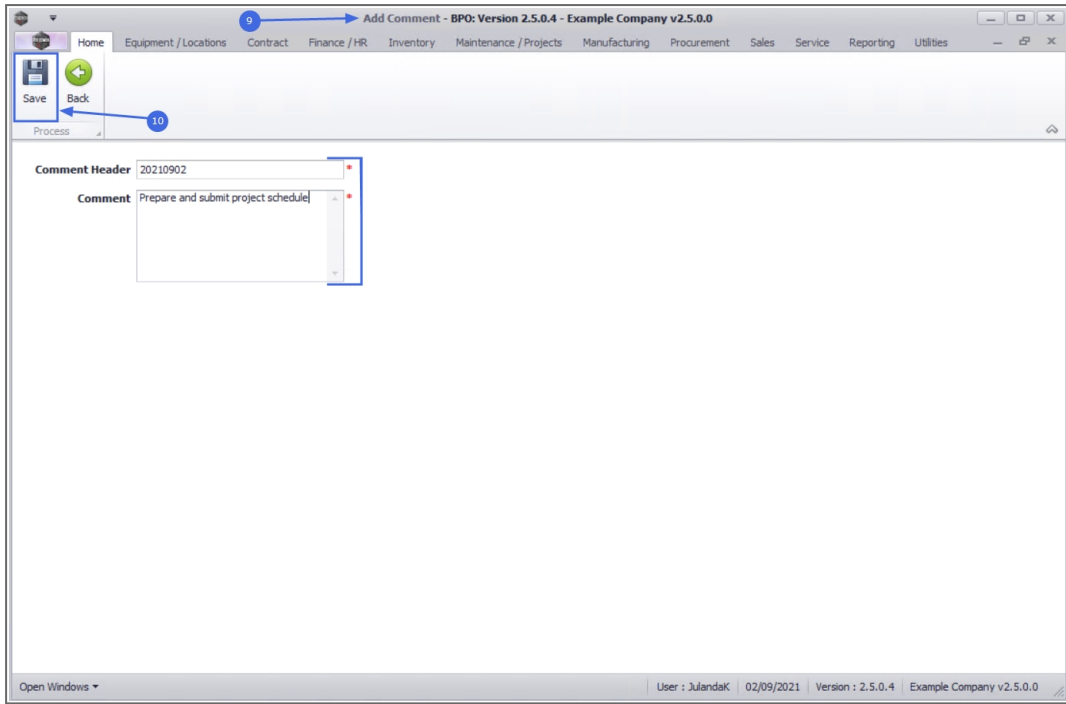 9
Add Comment - BPO: Version 2.5.0.4 - Example Company v2.5.0.0
Home Equipment / Locations Contract Finance / HR Inventory Maintenance / Projects Manufacturing Procurement Sales Service Reporting Utilities
Save Back
10
Process
Comment Header 20210902 *
Comment Prepare and submit project schedule *
Open Windows User : JulandaK 02/09/2021 Version : 2.5.0.4 Example Company v2.5.0.0